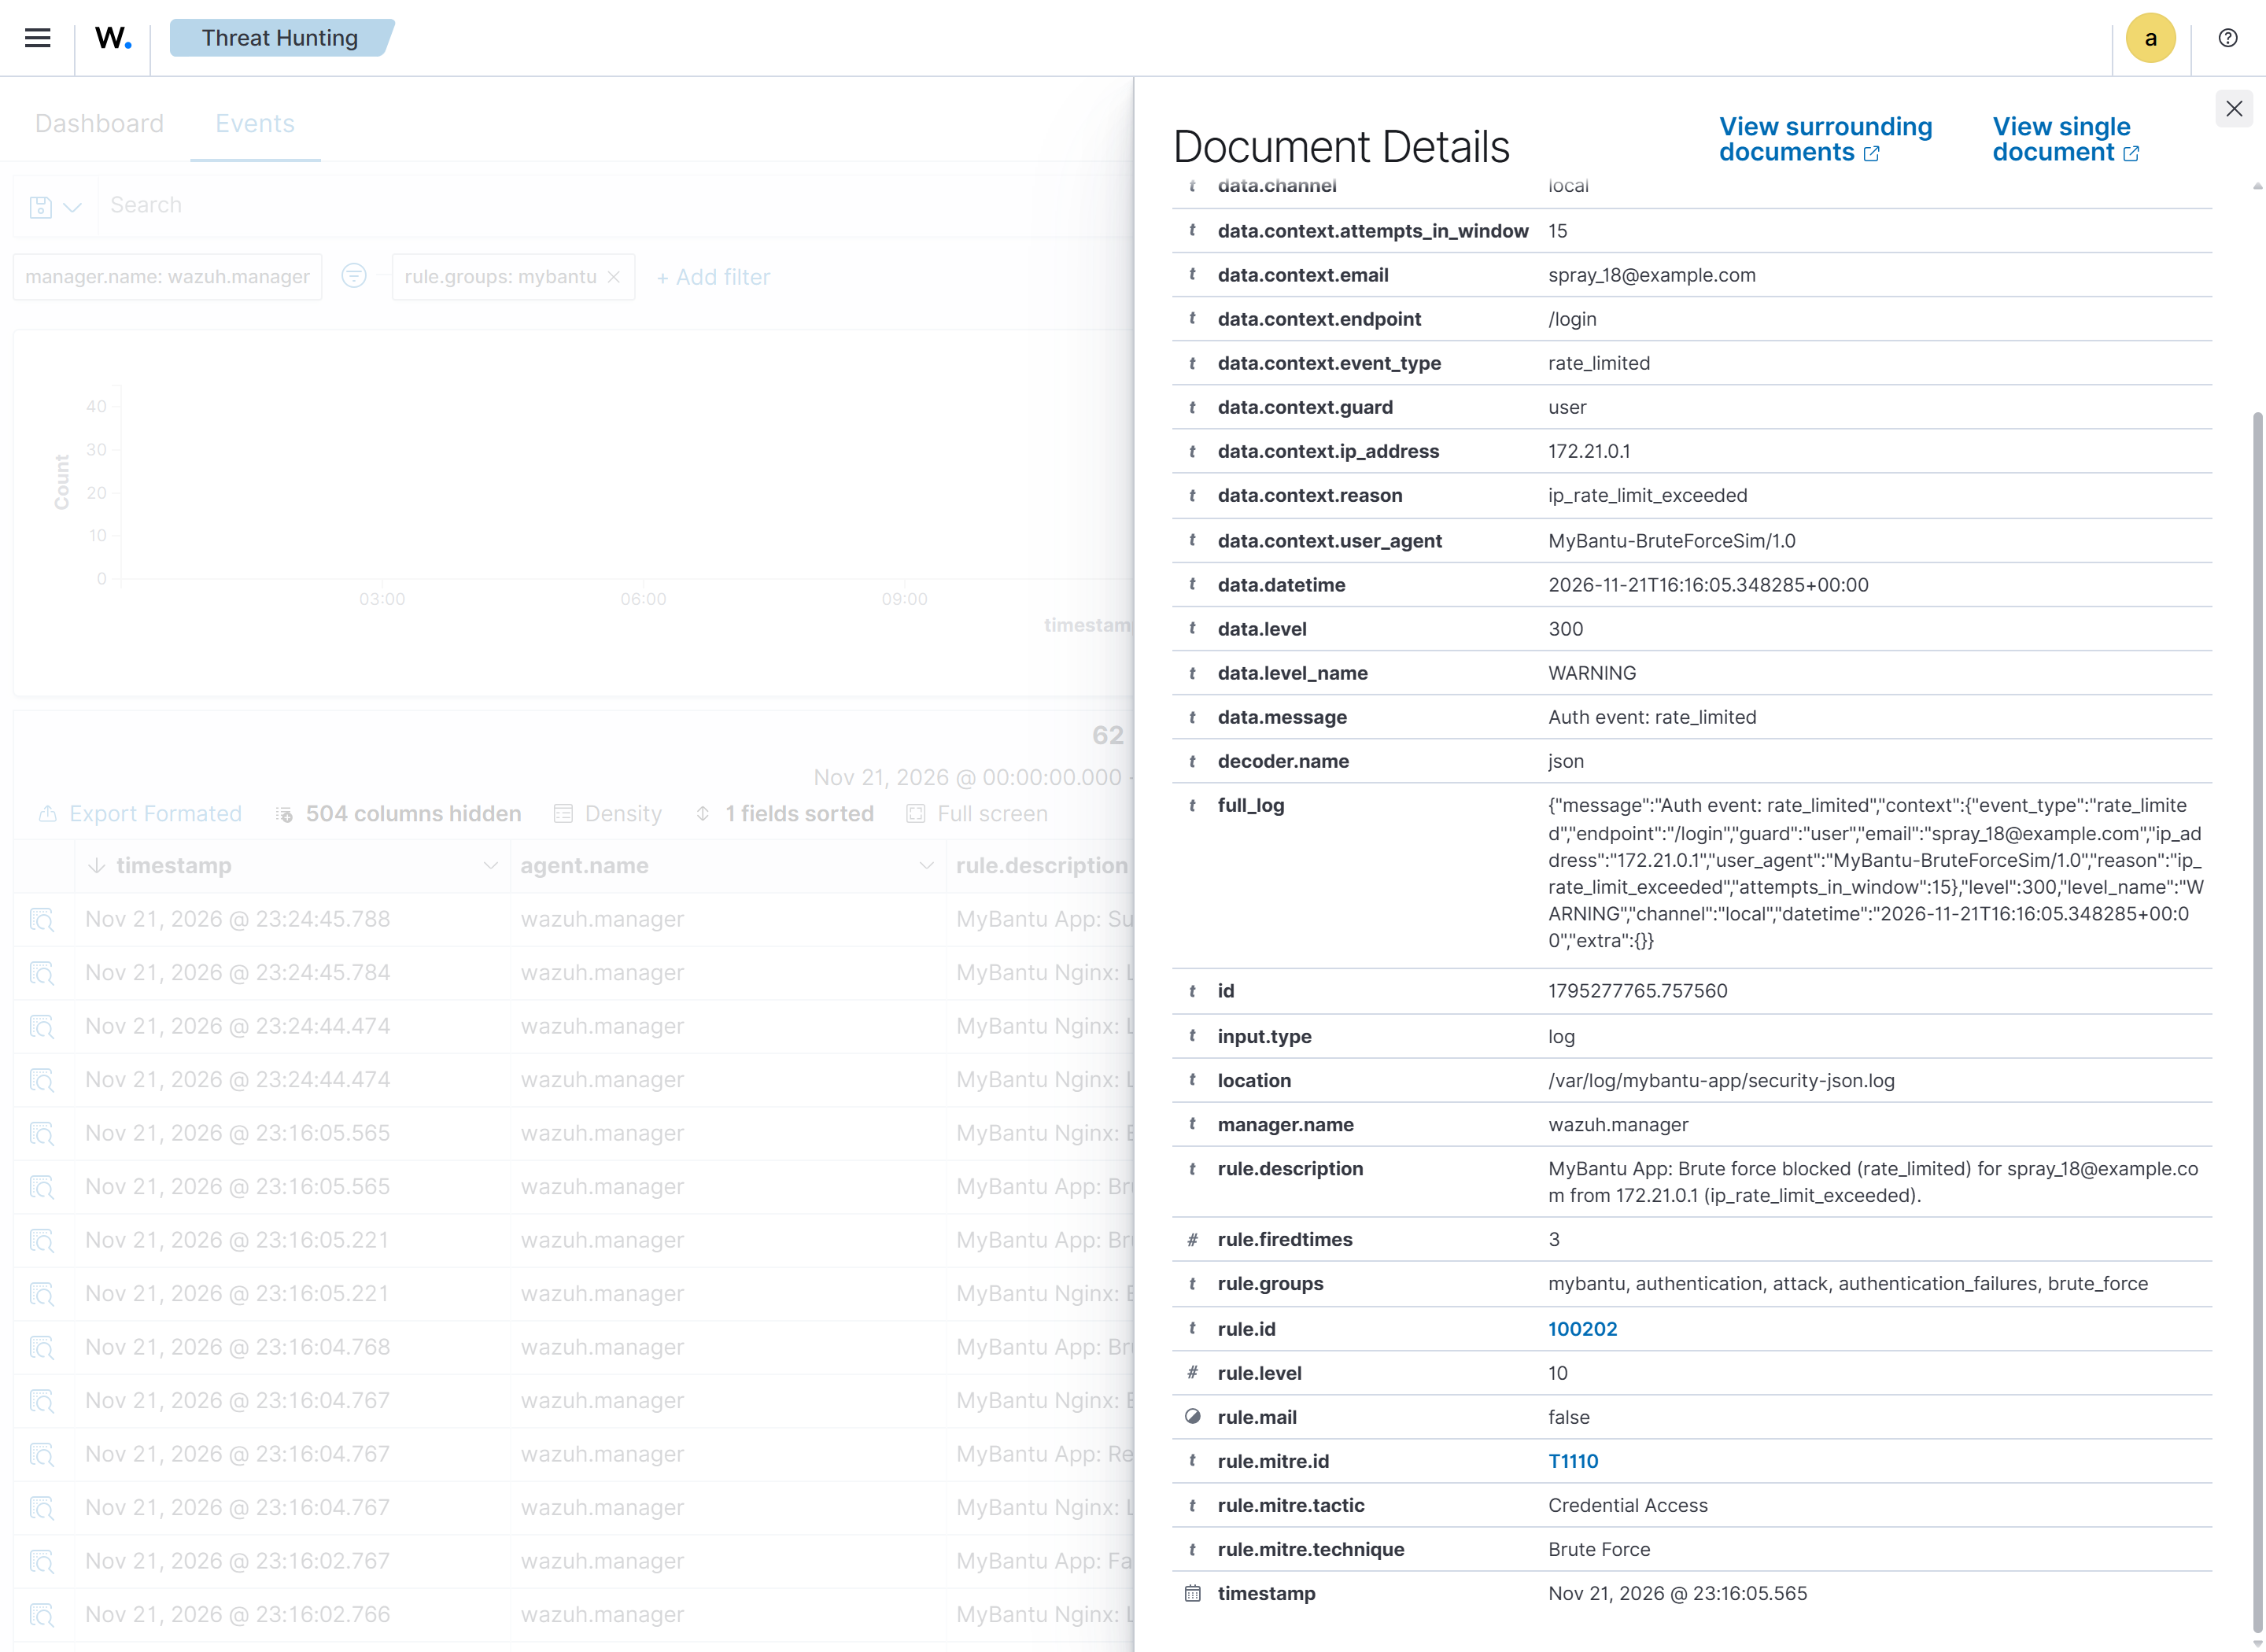 W.
Threat Hunting
a
Dashboard
Events
Search
manager.name: wazuh.manager
rule.groups: mybantu
+ Add filter
Count
40
30
20
10
0
03:00
06:00
09:00
timestam
62
Nov 21, 2026 @ 00:00:00.000 -
Export Formated
504 columns hidden
Density
1 fields sorted
Full screen
timestamp agent.name rule.description
Nov 21, 2026 @ 23:24:45.788 wazuh.manager MyBantu App: Su
Nov 21, 2026 @ 23:24:45.784 wazuh.manager MyBantu Nginx: L
Nov 21, 2026 @ 23:24:44.474 wazuh.manager MyBantu Nginx: L
Nov 21, 2026 @ 23:24:44.474 wazuh.manager MyBantu Nginx: L
Nov 21, 2026 @ 23:16:05.565 wazuh.manager MyBantu Nginx: E
Nov 21, 2026 @ 23:16:05.565 wazuh.manager MyBantu App: Br
Nov 21, 2026 @ 23:16:05.221 wazuh.manager MyBantu App: Br
Nov 21, 2026 @ 23:16:05.221 wazuh.manager MyBantu Nginx: E
Nov 21, 2026 @ 23:16:04.768 wazuh.manager MyBantu App: Br
Nov 21, 2026 @ 23:16:04.767 wazuh.manager MyBantu Nginx: E
Nov 21, 2026 @ 23:16:04.767 wazuh.manager MyBantu App: Re
Nov 21, 2026 @ 23:16:04.767 wazuh.manager MyBantu Nginx: L
Nov 21, 2026 @ 23:16:02.767 wazuh.manager MyBantu App: Fa
Nov 21, 2026 @ 23:16:02.766 wazuh.manager MyBantu Nginx: L
Document Details
View surrounding
documents
View single
document
t data.channel local
t data.context.attempts_in_window 15
t data.context.email spray_18@example.com
t data.context.endpoint /login
t data.context.event_type rate_limited
t data.context.guard user
t data.context.ip_address 172.21.0.1
t data.context.reason ip_rate_limit_exceeded
t data.context.user_agent MyBantu-BruteForceSim/1.0
t data.datetime 2026-11-21T16:16:05.348285+00:00
t data.level 300
t data.level_name WARNING
t data.message Auth event: rate_limited
t decoder.name json
t full_log {"message":"Auth event: rate_limited","context":{"event_type":"rate_limite
d","endpoint":"/login","guard":"user","email":"spray_18@example.com","ip_ad
dress":"172.21.0.1","user_agent":"MyBantu-BruteForceSim/1.0","reason":"ip_
rate_limit_exceeded","attempts_in_window":15},"level":300,"level_name":"W
ARNING","channel":"local","datetime":"2026-11-21T16:16:05.348285+00:0
0","extra":{}}
t id 1795277765.757560
t input.type log
t location /var/log/mybantu-app/security-json.log
t manager.name wazuh.manager
t rule.description MyBantu App: Brute force blocked (rate_limited) for spray_18@example.co
m from 172.21.0.1 (ip_rate_limit_exceeded).
# rule.firedtimes 3
t rule.groups mybantu, authentication, attack, authentication_failures, brute_force
t rule.id 100202
# rule.level 10
rule.mail false
t rule.mitre.id T1110
t rule.mitre.tactic Credential Access
t rule.mitre.technique Brute Force
timestamp Nov 21, 2026 @ 23:16:05.565